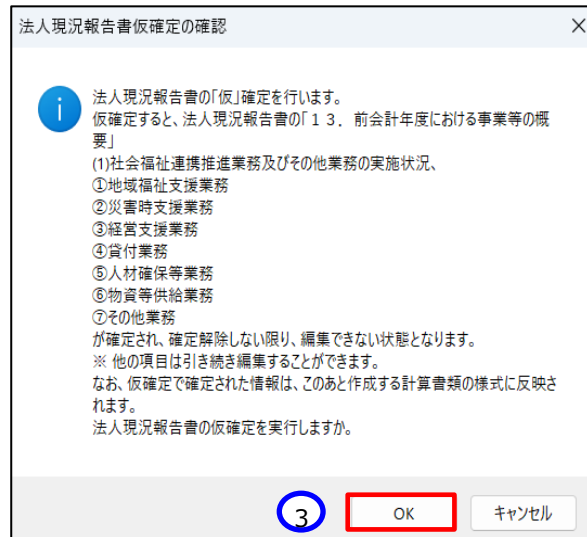 法人現況報告書仮確定の確認
法人現況報告書の「仮」確定を行います。
仮確定すると、法人現況報告書の「１３．前会計年度における事業等の概
要」
(1)社会福祉連携推進業務及びその他業務の実施状況、
①地域福祉支援業務
②災害時支援業務
③経営支援業務
④貸付業務
⑤人材確保等業務
⑥物資等供給業務
⑦その他業務
が確定され、確定解除しない限り、編集できない状態となります。
※ 他の項目は引き続き編集することができます。
なお、仮確定で確定された情報は、このあと作成する計算書類の様式に反映さ
れます。
法人現況報告書の仮確定を実行しますか。
3 OK キャンセル